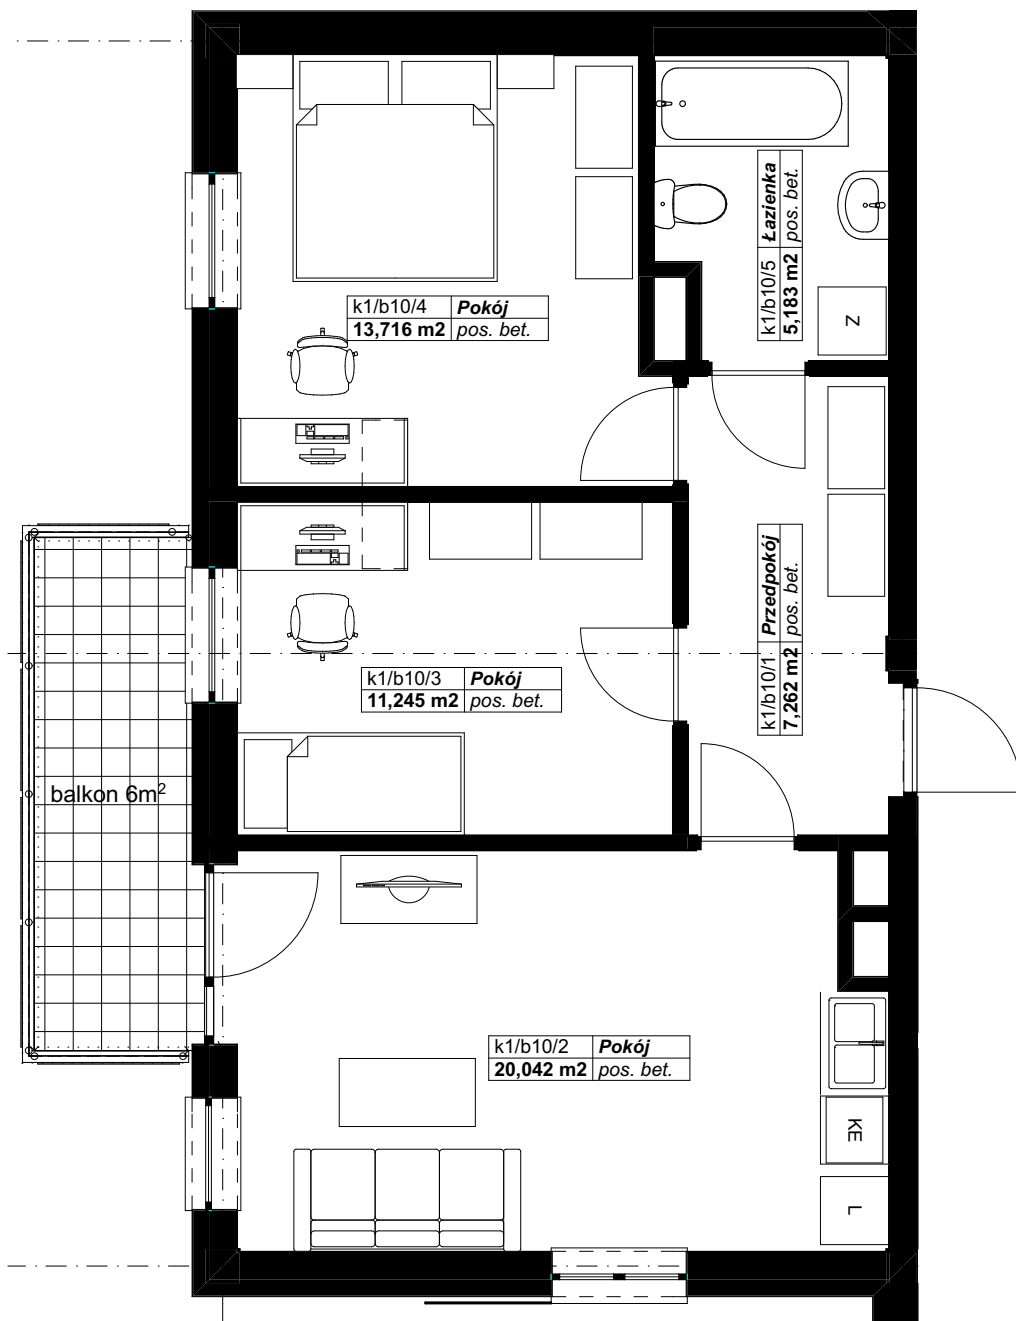 k1/b10/5 Łazienka
5,183 m2 pos. bet.
Z
k1/b10/4 Pokój
13,716 m2 pos. bet.
k1/b10/1 Przedpokój
7,262 m2 pos. bet.
k1/b10/3 Pokój
11,245 m2 pos. bet.
balkon 6m²
k1/b10/2 Pokój
20,042 m2 pos. bet.
KE
L